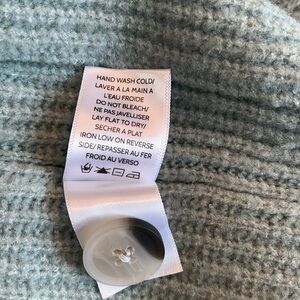 HAND WASH COLD/
LAVER A LA MAIN A
L'EAU FROIDE
DO NOT BLEACH/
NE PAS JAVELLISER
LAY FLAT TO DRY/
SECHER A PLAT
IRON LOW ON REVERSE
SIDE/ REPASSER AU FER
FROID AU VERSO